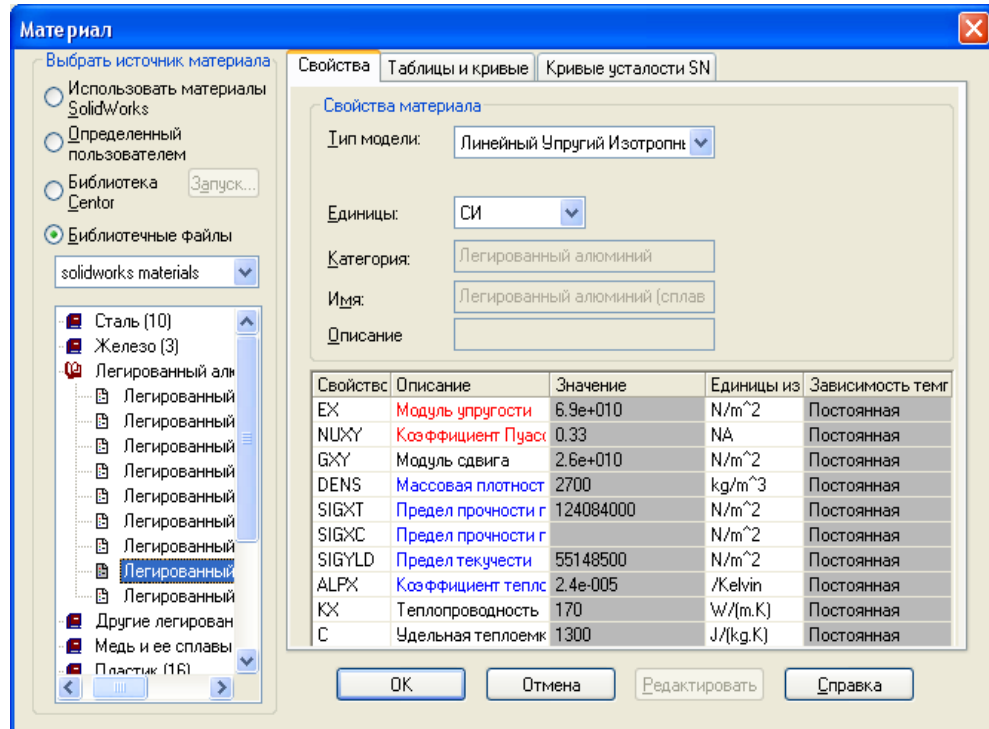 Материал
Выбрать источник материала
Использовать материалы
SolidWorks
Определенный
пользователем
Библиотека
Centor
Запуск...
Библиотечные файлы
solidworks materials
Сталь (10)
Железо (3)
Легированный алю
Легированный
Легированный
Легированный
Легированный
Легированный
Легированный
Легированный
Легированный
Легированный
Другие легирован
Медь и ее сплавы
Пластик (16)
Свойства Таблицы и кривые Кривые усталости SN
Свойства материала
Тип модели: Линейный Упругий Изотропны
Единицы: СИ
Категория: Легированный алюминий
Имя: Легированный алюминий (сплав
Описание
Свойство Описание Значение Единицы из Зависимость темп
EX Модуль упругости 6.9e+010 N/m^2 Постоянная
NUXY Коэффициент Пуасс 0.33 NA Постоянная
GXY Модуль сдвига 2.6e+010 N/m^2 Постоянная
DENS Массовая плотност 2700 kg/m^3 Постоянная
SIGXT Предел прочности п 124084000 N/m^2 Постоянная
SIGXC Предел прочности п N/m^2 Постоянная
SIGYLD Предел текучести 55148500 N/m^2 Постоянная
ALPX Коэффициент тепло 2.4e-005 /Kelvin Постоянная
KX Теплопроводность 170 W/(m.K) Постоянная
C Удельная теплоемк 1300 J/(kg.K) Постоянная
OK Отмена Редактировать Справка